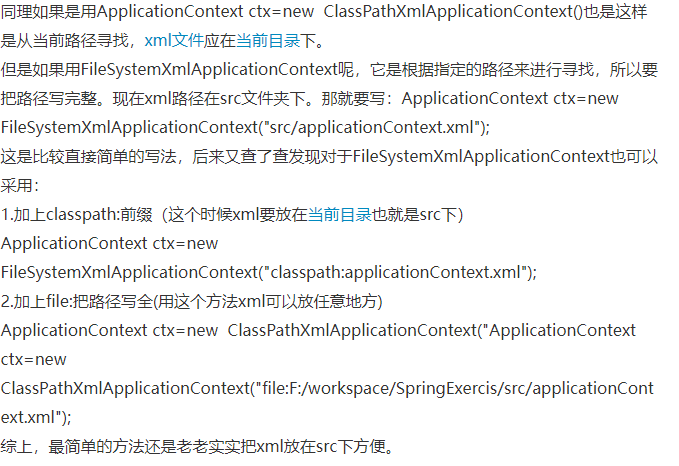 同理如果是用ApplicationContext ctx=new  ClassPathXmlApplicationContext()也是这样
是从当前路径寻找，xml文件应在当前目录下。
但是如果用FileSystemXmlApplicationContext呢，它是根据指定的路径来进行寻找，所以要
把路径写完整。现在xml路径在src文件夹下。那就要写：ApplicationContext ctx=new
FileSystemXmlApplicationContext("src/applicationContext.xml");
这是比较直接简单的写法，后来又查了查发现对于FileSystemXmlApplicationContext也可以
采用：
1.加上classpath:前缀（这个时候xml要放在当前目录也就是src下）
ApplicationContext ctx=new
FileSystemXmlApplicationContext("classpath:applicationContext.xml");
2.加上file:把路径写全(用这个方法xml可以放任意地方)
ApplicationContext ctx=new  ClassPathXmlApplicationContext("ApplicationContext
ctx=new
ClassPathXmlApplicationContext("file:F:/workspace/SpringExercis/src/applicationCont
ext.xml");
综上，最简单的方法还是老老实实把xml放在src下方便。